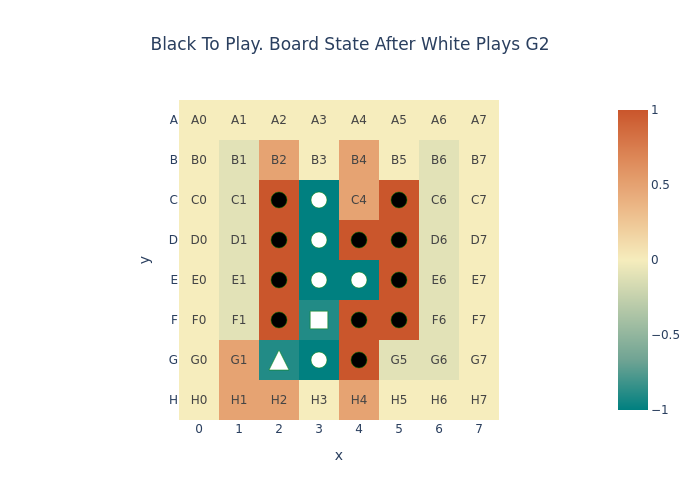 Black To Play. Board State After White Plays G2
A A0 A1 A2 A3 A4 A5 A6 A7
B B0 B1 B2 B3 B4 B5 B6 B7
C C0 C1 C4 C6 C7
D D0 D1 D6 D7
E E0 E1 E6 E7
F F0 F1 F6 F7
G G0 G1 G5 G6 G7
H H0 H1 H2 H3 H4 H5 H6 H7
0 1 2 3 4 5 6 7
x
y
1
0.5
0
−0.5
−1